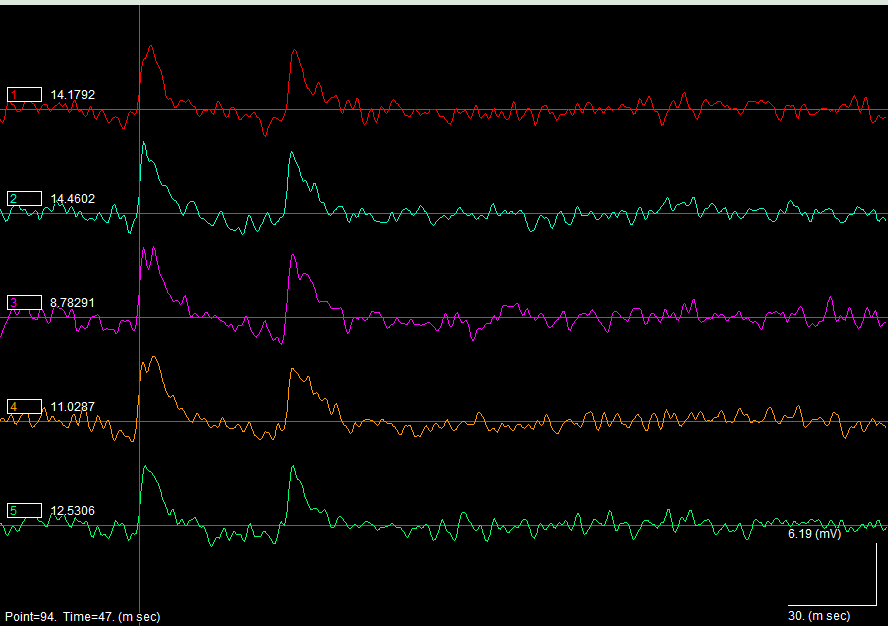 1 14.1792
2 14.4602
3 8.78291
4 11.0287
5 12.5306
6.19 (mV)
30. (m sec)
Point=94. Time=47. (m sec)